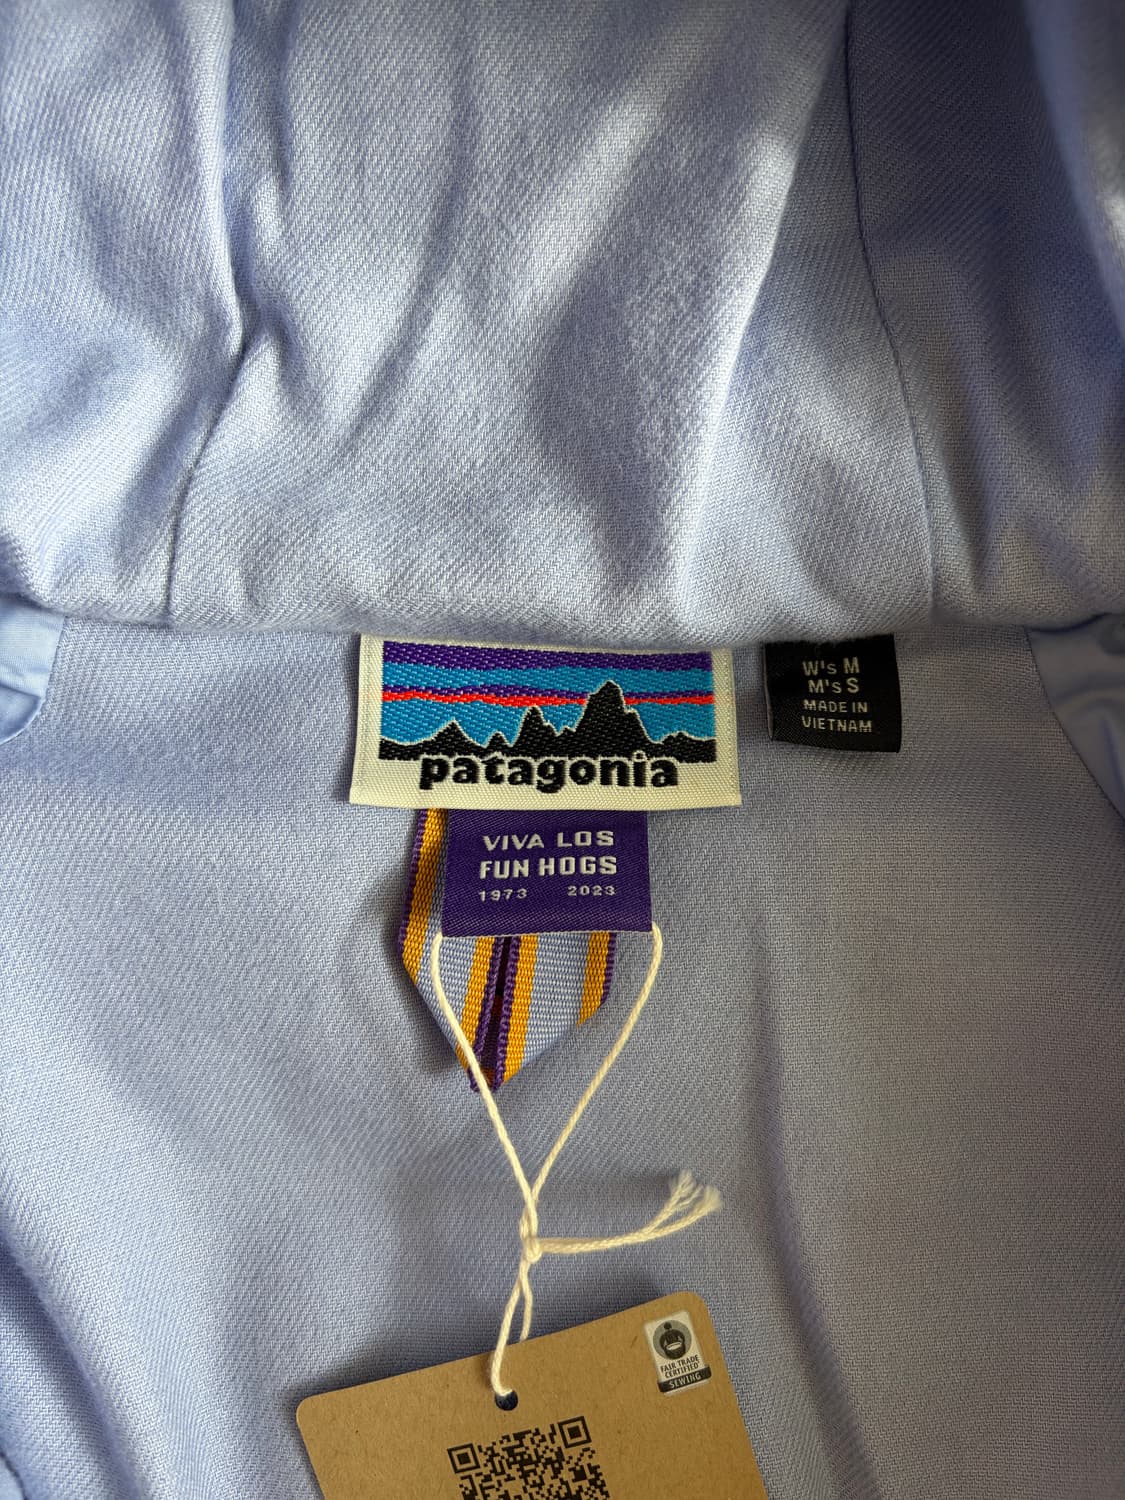 patagonia
W's M
M's S
MADE IN
VIETNAM
VIVA LOS
FUN HOGS
1973 2023
FAIR TRADE
CERTIFIED
SEWING